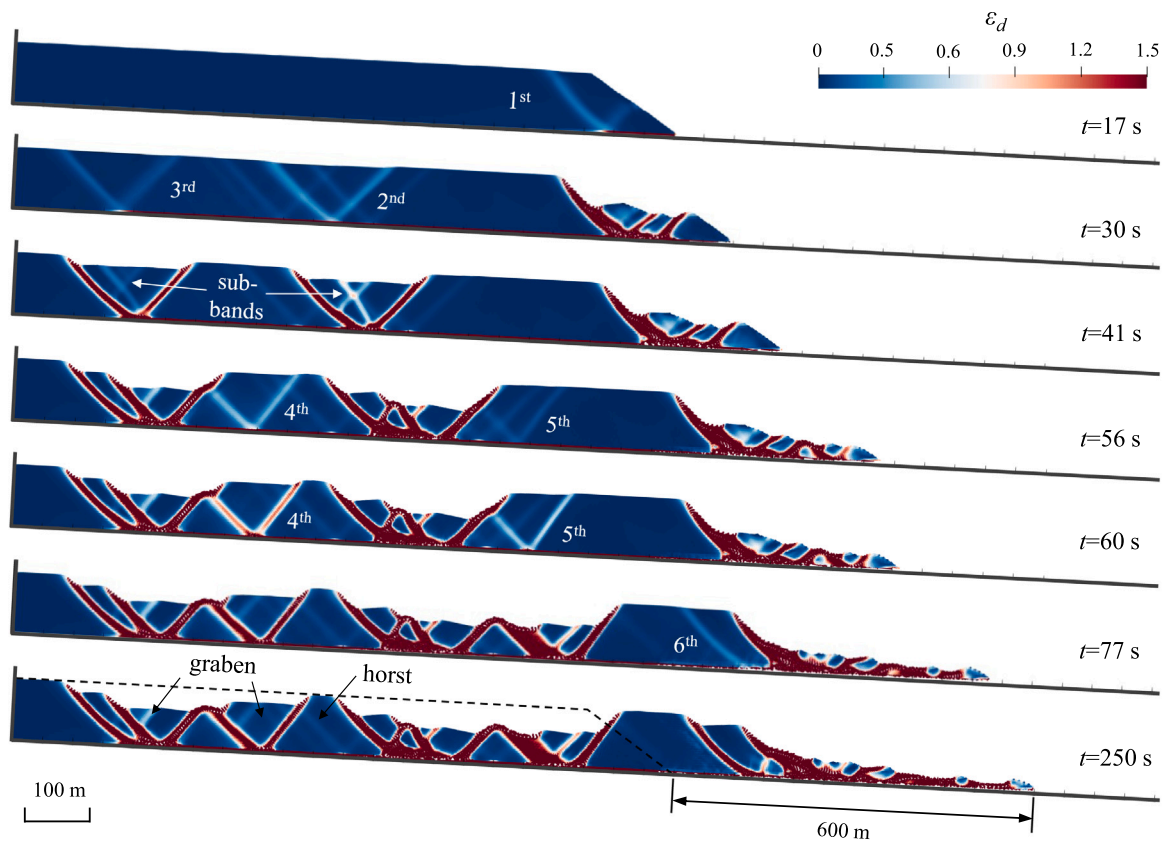 ε_d
0 0.5 0.6 0.9 1.2 1.5
1st
t=17 s
3rd 2nd
t=30 s
sub-
bands
t=41 s
4th 5th
t=56 s
4th 5th
t=60 s
6th
t=77 s
graben horst
t=250 s
100 m
600 m